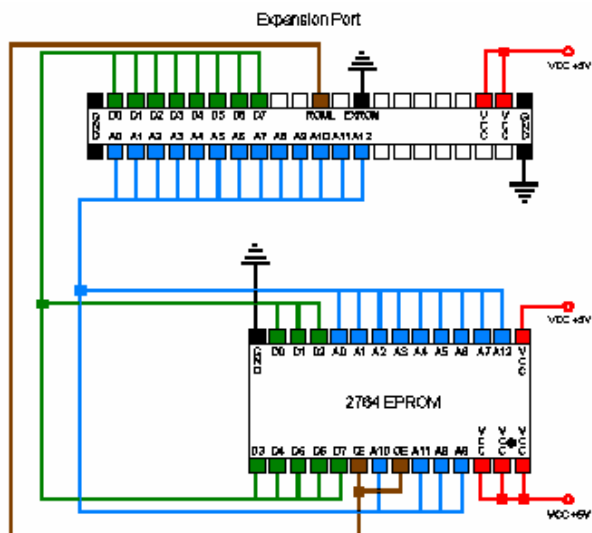 Expansion Port
VCC +5V
GND D0 D1 D2 D3 D4 D5 D6 D7 ROML EXROM VCC VCC GND
A0 A1 A2 A3 A4 A5 A6 A7 A8 A9 A10 A11 A12
VCC +5V
GND D0 D1 D2 A0 A1 A2 A3 A4 A5 A6 A7 A12 VCC
2764 EPROM
D3 D4 D5 D6 D7 CE A10 OE A11 A8 A9 VCC VCC VCC
VCC +5V